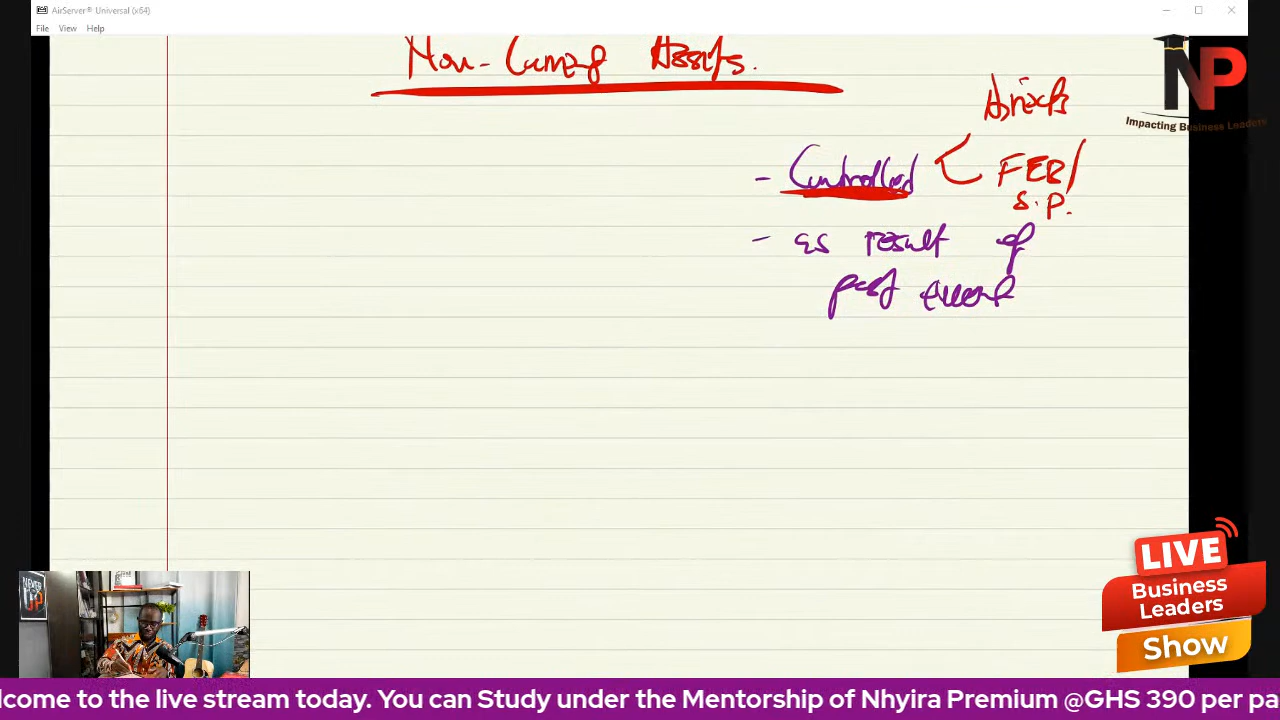 AirServer® Universal (x64)
File View Help
Non-Current Assets.
NP
Impacting Business Leaders
- Controlled
FEB/
S.P.
- as result of
past event
NEVER
UP
LIVE
Business
Leaders
Show
lcome to the live stream today. You can Study under the Mentorship of Nhyira Premium @GHS 390 per pa